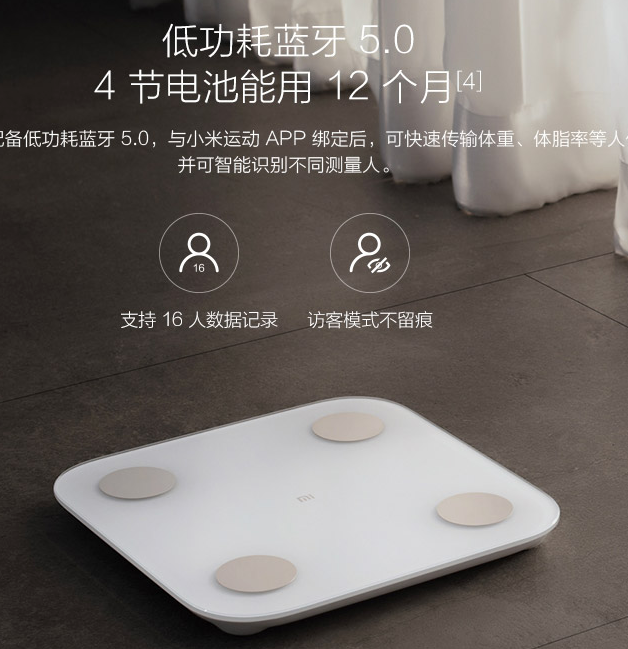 低功耗蓝牙 5.0
4 节电池能用 12 个月[4]
备低功耗蓝牙 5.0，与小米运动 APP 绑定后，可快速传输体重、体脂率等人
并可智能识别不同测量人。
16
支持 16 人数据记录
访客模式不留痕
mi